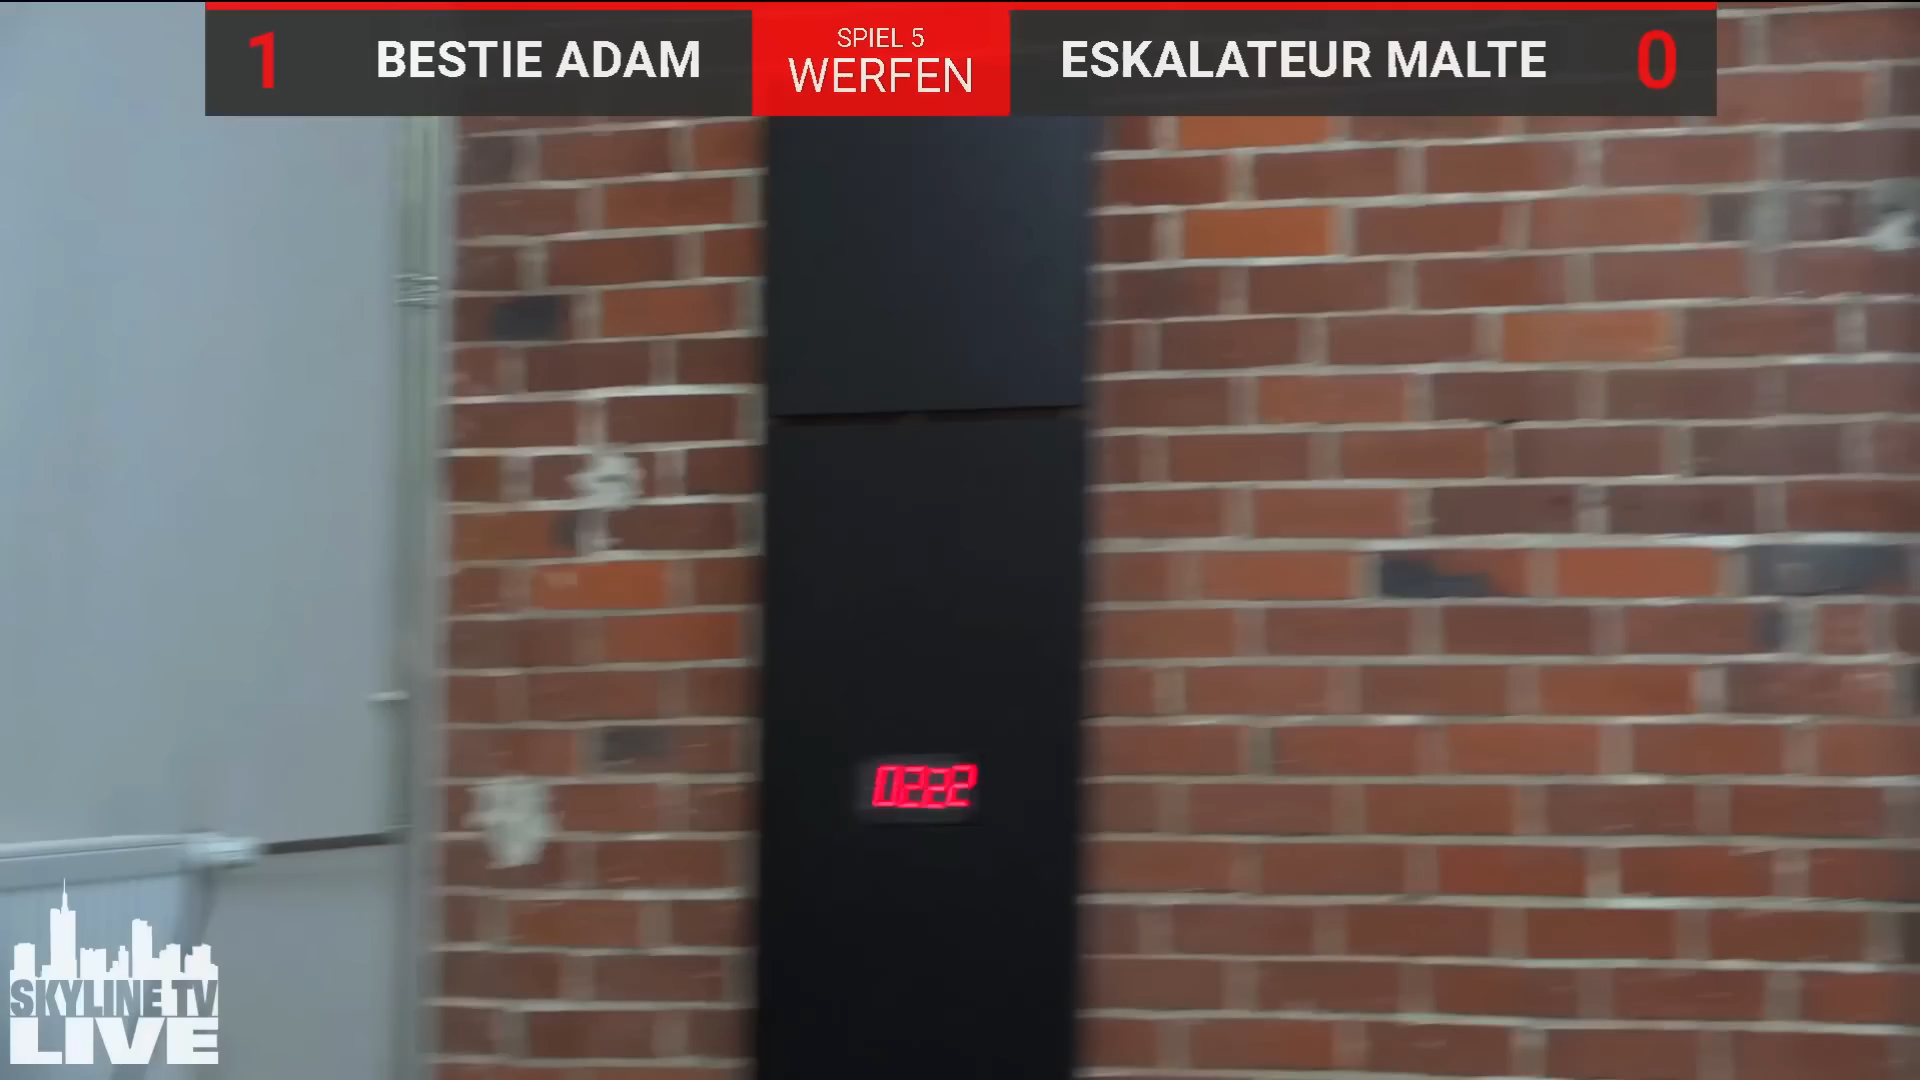 1 BESTIE ADAM SPIEL 5 WERFEN ESKALATEUR MALTE 0
SKYLINE TV
LIVE